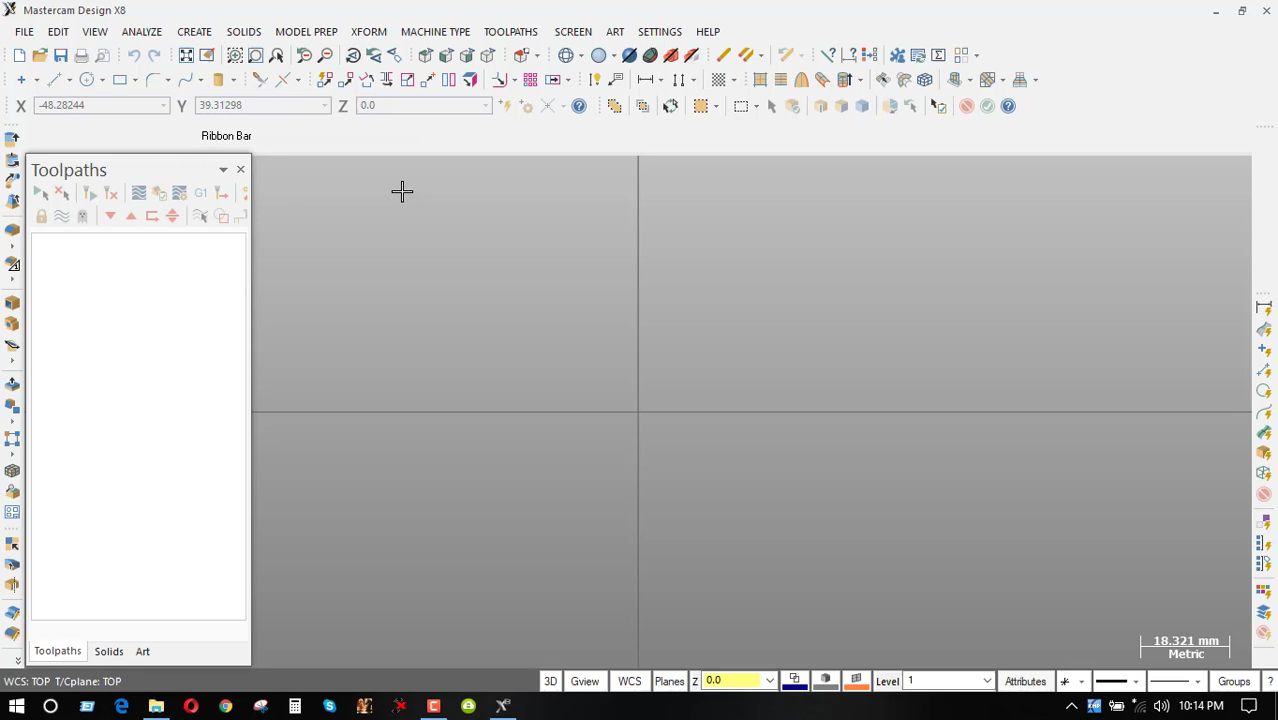 Mastercam Design X8
FILE EDIT VIEW ANALYZE CREATE SOLIDS MODEL PREP XFORM MACHINE TYPE TOOLPATHS SCREEN ART SETTINGS HELP
X -48.28244 Y 39.31298 Z 0.0
Ribbon Bar
Toolpaths
G1
18.321 mm
Metric
Toolpaths Solids Art
WCS: TOP T/Cplane: TOP 3D Gview WCS Planes Z 0.0 Level 1 Attributes Groups ?
10:14 PM